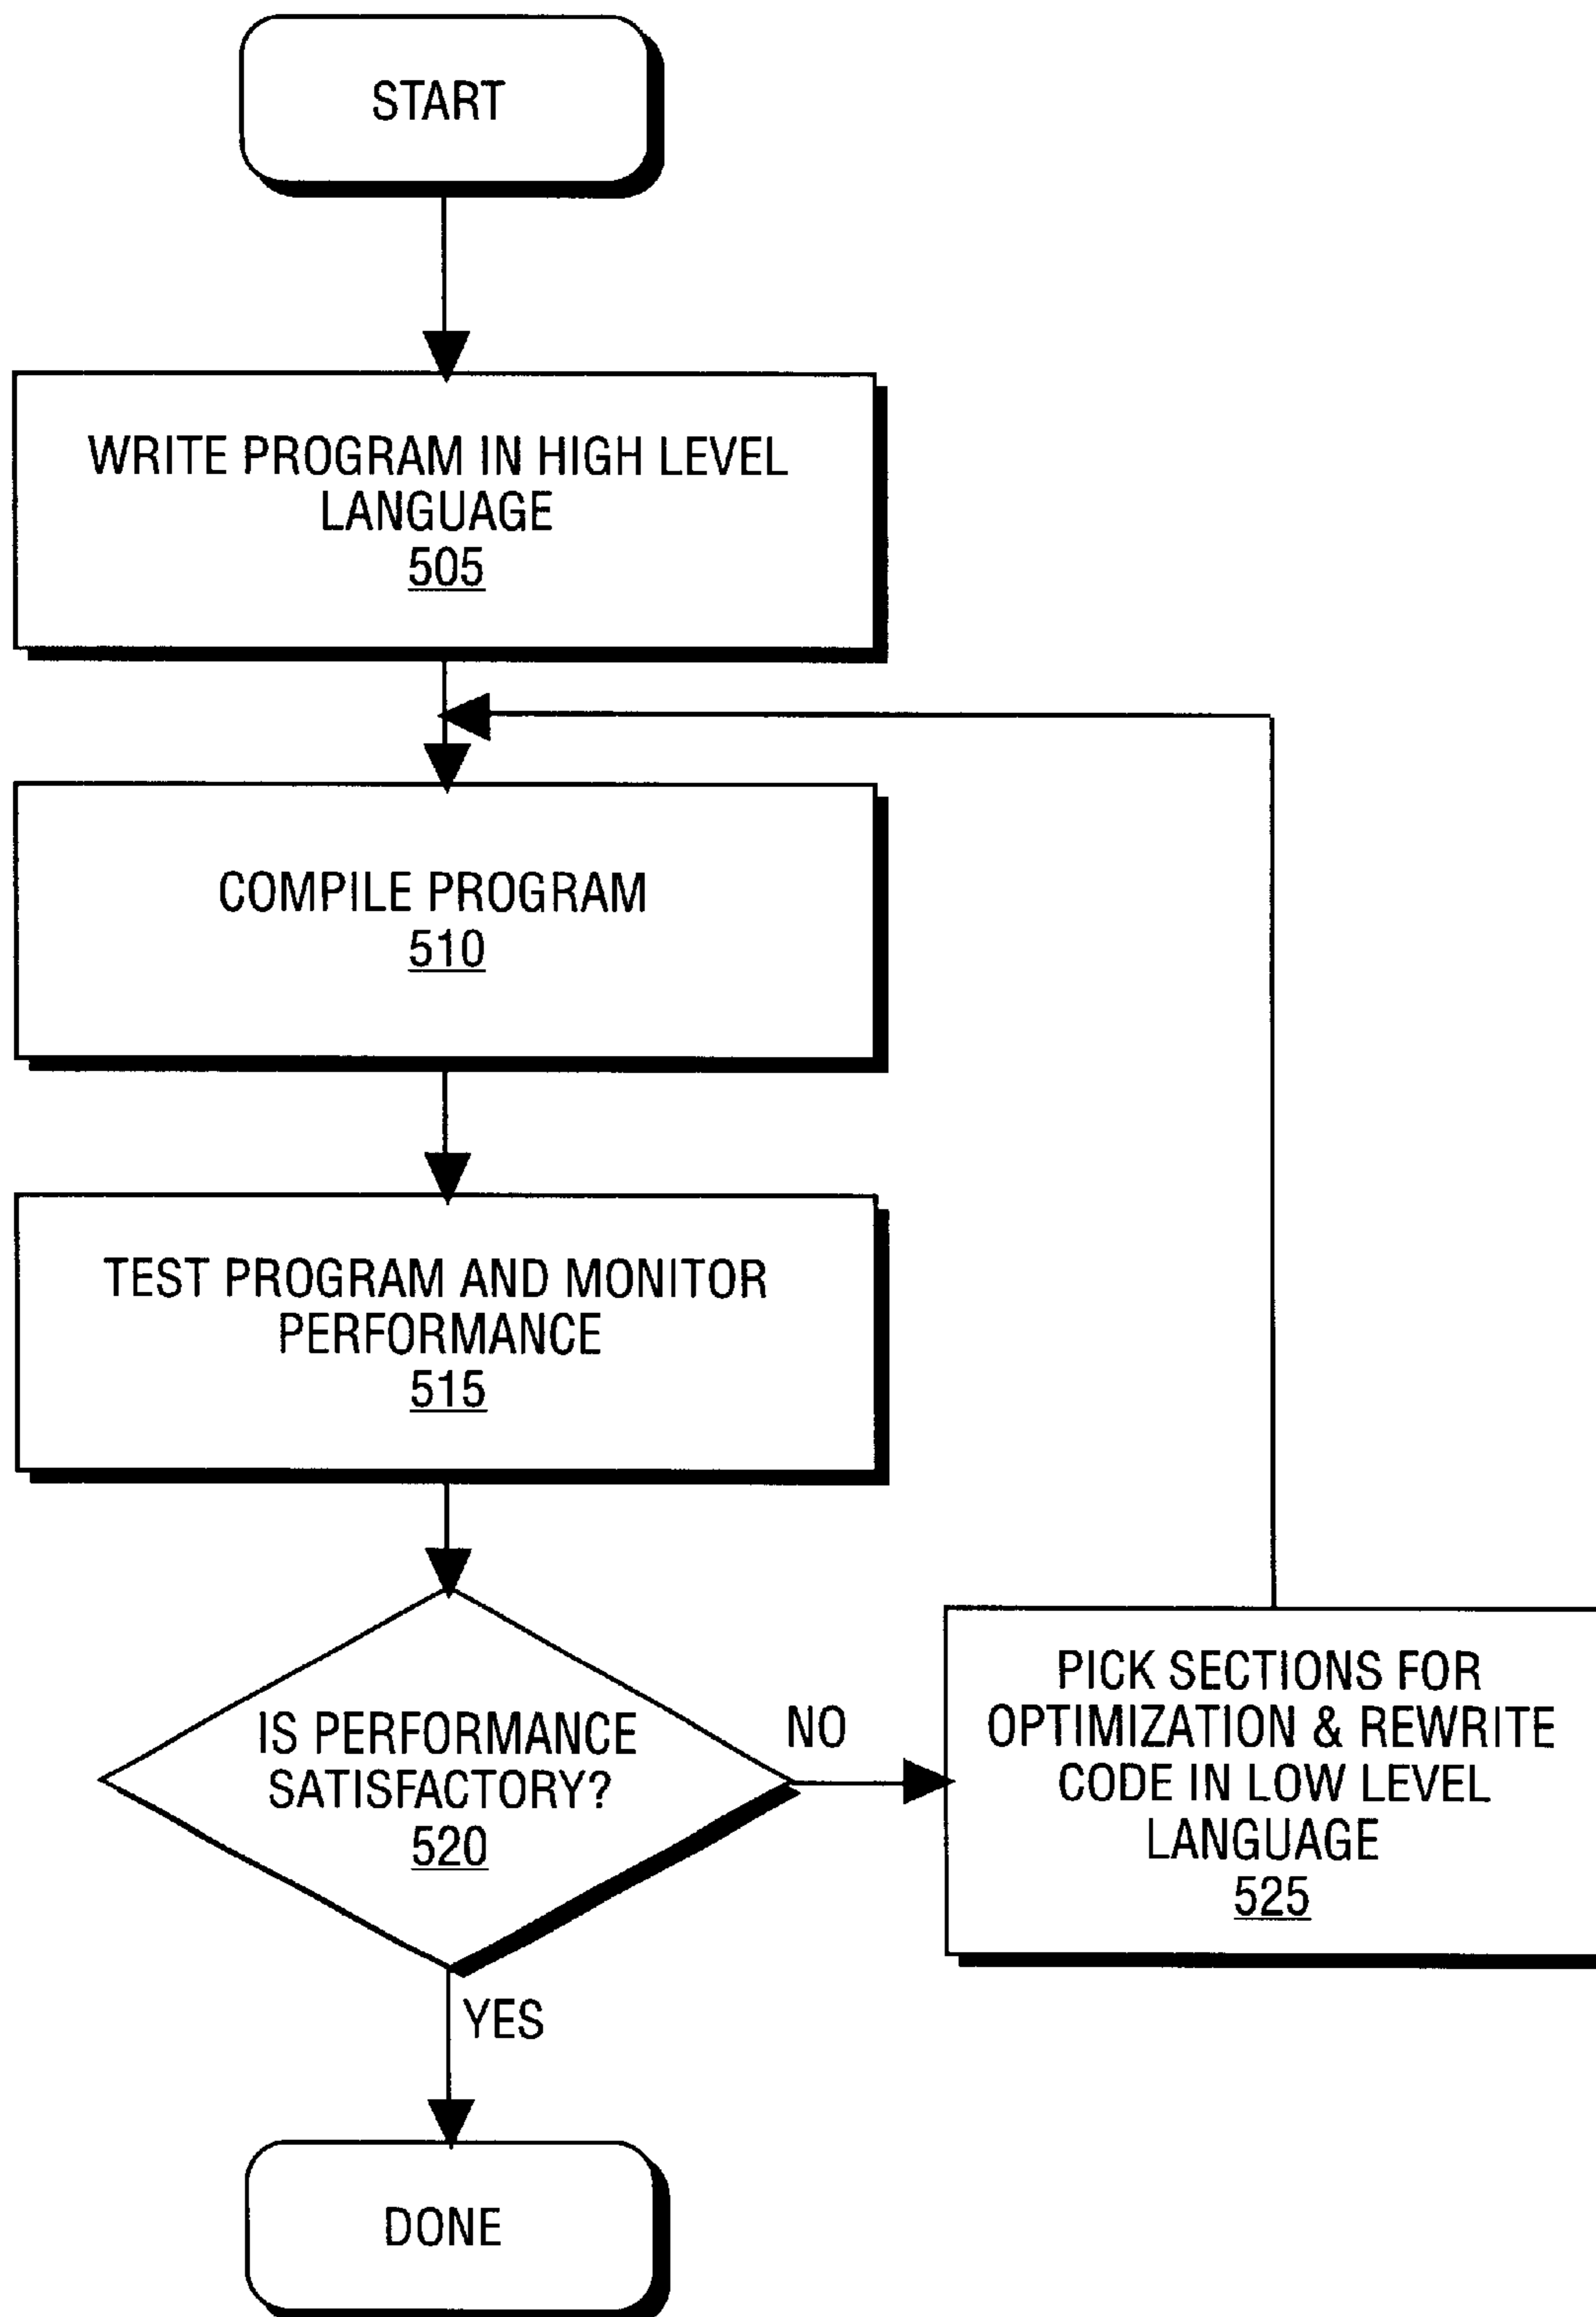 START
WRITE PROGRAM IN HIGH LEVEL
LANGUAGE
505
COMPILE PROGRAM
510
TEST PROGRAM AND MONITOR
PERFORMANCE
515
IS PERFORMANCE
SATISFACTORY?
520
NO
PICK SECTIONS FOR
OPTIMIZATION & REWRITE
CODE IN LOW LEVEL
LANGUAGE
525
YES
DONE